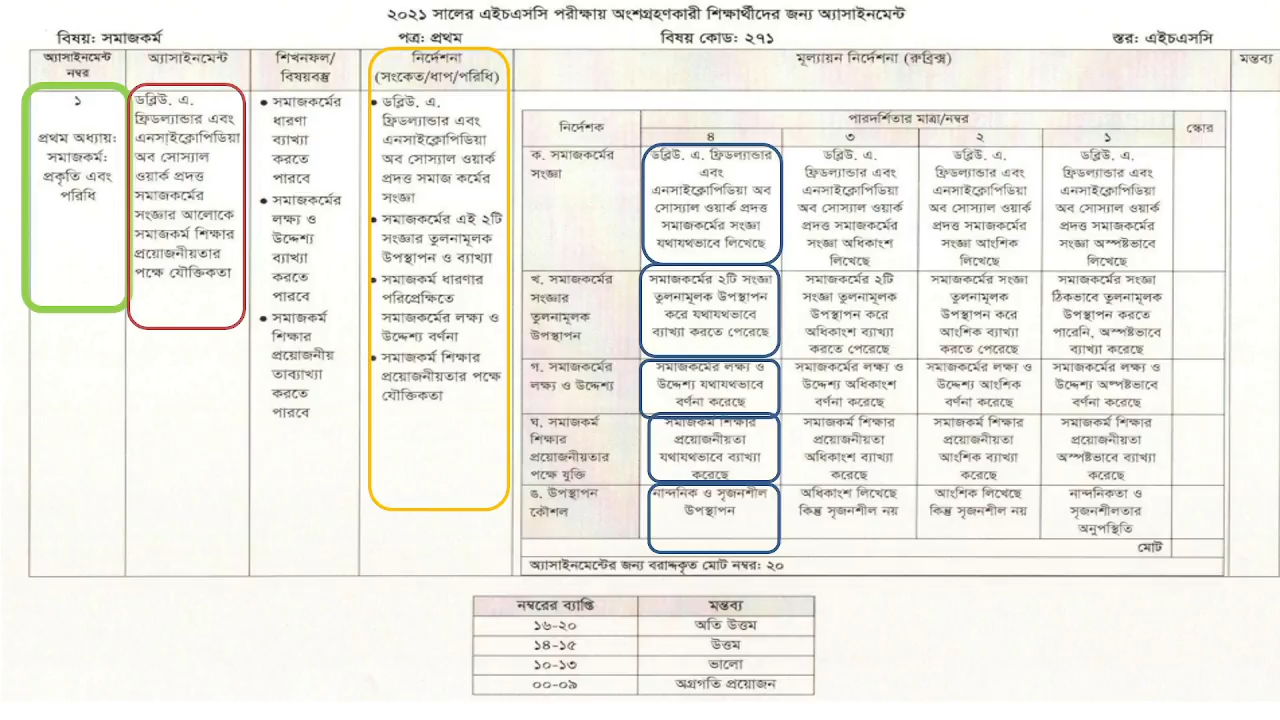 ২০২১ সালের এইচএসসি পরীক্ষায় অংশগ্রহণকারী শিক্ষার্থীদের জন্য অ্যাসাইনমেন্ট
বিষয়: সমাজকর্ম
পত্র: প্রথম
বিষয় কোড: ২৭১
স্তর: এইচএসসি
অ্যাসাইনমেন্ট
নম্বর
অ্যাসাইনমেন্ট
শিখনফল/
বিষয়বস্তু
নির্দেশনা
(সংকেত/ধাপ/পরিধি)
মূল্যায়ন নির্দেশনা (রুব্রিক্স)
মন্তব্য
১
প্রথম অধ্যায়:
সমাজকর্ম:
প্রকৃতি এবং
পরিধি
ডব্লিউ. এ.
ফ্রিডল্যান্ডার এবং
এনসাইক্লোপিডিয়া
অব সোস্যাল
ওয়ার্ক প্রদত্ত
সমাজকর্মের
সংজ্ঞার আলোকে
সমাজকর্ম শিক্ষার
প্রয়োজনীয়তার
পক্ষে যৌক্তিকতা
• সমাজকর্মের
ধারণা
ব্যাখ্যা
করতে
পারবে
• সমাজকর্মের
লক্ষ্য ও
উদ্দেশ্য
ব্যাখ্যা
করতে
পারবে
• সমাজকর্ম
শিক্ষার
প্রয়োজনীয়
তাব্যাখ্যা
করতে
পারবে
• ডব্লিউ. এ.
ফ্রিডল্যান্ডার এবং
এনসাইক্লোপিডিয়া
অব সোস্যাল ওয়ার্ক
প্রদত্ত সমাজ কর্মের
সংজ্ঞা
• সমাজকর্মের এই ২টি
সংজ্ঞার তুলনামূলক
উপস্থাপন ও ব্যাখ্যা
• সমাজকর্ম ধারণার
পরিপ্রেক্ষিতে
সমাজকর্মের লক্ষ্য ও
উদ্দেশ্য বর্ণনা
• সমাজকর্ম শিক্ষার
প্রয়োজনীয়তার পক্ষে
যৌক্তিকতা
নির্দেশক
পারদর্শিতার মাত্রা/নম্বর
স্কোর
৪
৩
২
১
ক. সমাজকর্মের
সংজ্ঞা
ডব্লিউ. এ. ফ্রিডল্যান্ডার
এবং
এনসাইক্লোপিডিয়া অব
সোস্যাল ওয়ার্ক প্রদত্ত
সমাজকর্মের সংজ্ঞা
যথাযথভাবে লিখেছে
ডব্লিউ. এ.
ফ্রিডল্যান্ডার এবং
এনসাইক্লোপিডিয়া
অব সোস্যাল ওয়ার্ক
প্রদত্ত সমাজকর্মের
সংজ্ঞা অধিকাংশ
লিখেছে
ডব্লিউ. এ.
ফ্রিডল্যান্ডার এবং
এনসাইক্লোপিডিয়া
অব সোস্যাল ওয়ার্ক
প্রদত্ত সমাজকর্মের
সংজ্ঞা আংশিক
লিখেছে
ডব্লিউ. এ.
ফ্রিডল্যান্ডার এবং
এনসাইক্লোপিডিয়া
অব সোস্যাল ওয়ার্ক
প্রদত্ত সমাজকর্মের
সংজ্ঞা অস্পষ্টভাবে
লিখেছে
খ. সমাজকর্মের
সংজ্ঞার
তুলনামূলক
উপস্থাপন
সমাজকর্মের ২টি সংজ্ঞা
তুলনামূলক উপস্থাপন
করে যথাযথভাবে
ব্যাখ্যা করতে পেরেছে
সমাজকর্মের ২টি
সংজ্ঞা তুলনামূলক
উপস্থাপন করে
অধিকাংশ ব্যাখ্যা
করতে পেরেছে
সমাজকর্মের সংজ্ঞা
তুলনামূলক
উপস্থাপন করে
আংশিক ব্যাখ্যা
করতে পেরেছে
সমাজকর্মের সংজ্ঞা
ঠিকভাবে তুলনামূলক
উপস্থাপন করতে
পারেনি, অস্পষ্টভাবে
ব্যাখ্যা করেছে
গ. সমাজকর্মের
লক্ষ্য ও উদ্দেশ্য
সমাজকর্মের লক্ষ্য ও
উদ্দেশ্য যথাযথভাবে
বর্ণনা করেছে
সমাজকর্মের লক্ষ্য ও
উদ্দেশ্য অধিকাংশ
বর্ণনা করেছে
সমাজকর্মের লক্ষ্য ও
উদ্দেশ্য আংশিক
বর্ণনা করেছে
সমাজকর্মের লক্ষ্য ও
উদ্দেশ্য অস্পষ্টভাবে
বর্ণনা করেছে
ঘ. সমাজকর্ম
শিক্ষার
প্রয়োজনীয়তার
পক্ষে যুক্তি
সমাজকর্ম শিক্ষার
প্রয়োজনীয়তা
যথাযথভাবে ব্যাখ্যা
করেছে
সমাজকর্ম শিক্ষার
প্রয়োজনীয়তা
অধিকাংশ ব্যাখ্যা
করেছে
সমাজকর্ম শিক্ষার
প্রয়োজনীয়তা
আংশিক ব্যাখ্যা
করেছে
সমাজকর্ম শিক্ষার
প্রয়োজনীয়তা
অস্পষ্টভাবে ব্যাখ্যা
করেছে
ঙ. উপস্থাপন
কৌশল
নান্দনিক ও সৃজনশীল
উপস্থাপন
অধিকাংশ লিখেছে
কিন্তু সৃজনশীল নয়
আংশিক লিখেছে
কিন্তু সৃজনশীল নয়
নান্দনিকতা ও
সৃজনশীলতার
অনুপস্থিতি
মোট
অ্যাসাইনমেন্টের জন্য বরাদ্দকৃত মোট নম্বর: ২০
নম্বরের ব্যাপ্তি
মন্তব্য
১৬-২০
অতি উত্তম
১৪-১৫
উত্তম
১০-১৩
ভালো
০০-০৯
অগ্রগতি প্রয়োজন